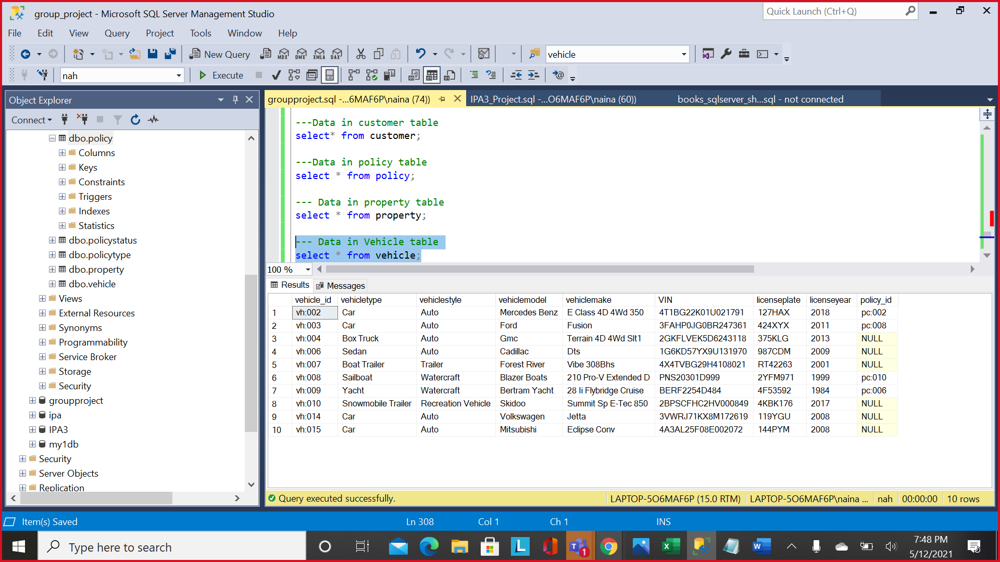 group_project - Microsoft SQL Server Management Studio
Quick Launch (Ctrl+Q)
File Edit View Query Project Tools Window Help
New Query MDX DMX XMLA DAX vehicle
nah Execute
Object Explorer
Connect
dbo.policy
Columns
Keys
Constraints
Triggers
Indexes
Statistics
dbo.policystatus
dbo.policytype
dbo.property
dbo.vehicle
Views
External Resources
Synonyms
Programmability
Service Broker
Storage
Security
groupproject
ipa
IPA3
my1db
Security
Server Objects
Replication
groupproject.sql -...6MAF6P\naina (74)) IPA3_Project.sql -...O6MAF6P\naina (60)) books_sqlserver_sh...sql - not connected
---Data in customer table
select* from customer;
---Data in policy table
select * from policy;
--- Data in property table
select * from property;
--- Data in Vehicle table
select * from vehicle;
100 %
Results Messages
vehicle_id vehicletype vehiclestyle vehiclemodel vehiclemake VIN licenseplate licenseyear policy_id
1 vh:002 Car Auto Mercedes Benz E Class 4D 4Wd 350 4T1BG22K01U021791 127HAX 2018 pc:002
2 vh:003 Car Auto Ford Fusion 3FAHP0JG0BR247361 424XYX 2011 pc:008
3 vh:004 Box Truck Auto Gmc Terrain 4D 4Wd Slt1 2GKFLVEK5D6243118 375KLG 2013 NULL
4 vh:006 Sedan Auto Cadillac Dts 1G6KD57YX9U131970 987CDM 2009 NULL
5 vh:007 Boat Trailer Trailer Forest River Vibe 308Bhs 4X4TVBG29H4108021 RT42263 2001 NULL
6 vh:008 Sailboat Watercraft Blazer Boats 210 Pro-V Extended D PNS20301D999 2YFM971 1999 pc:010
7 vh:009 Yacht Watercraft Bertram Yacht 28 Ii Flybridge Cruise BERF2254D484 4F53592 1984 pc:006
8 vh:010 Snowmobile Trailer Recreation Vehicle Skidoo Summit Sp E-Tec 850 2BPSCFHC2HV000849 4KBK176 2017 NULL
9 vh:014 Car Auto Volkswagen Jetta 3VWRJ71KX8M172619 119YGU 2008 NULL
10 vh:015 Car Auto Mitsubishi Eclipse Conv 4A3AL25F08E002072 144PYM 2008 NULL
Query executed successfully. LAPTOP-5O6MAF6P (15.0 RTM) LAPTOP-5O6MAF6P\naina ... nah 00:00:00 10 rows
Item(s) Saved Ln 308 Col 1 Ch 1 INS
Type here to search
7:48 PM
5/12/2021